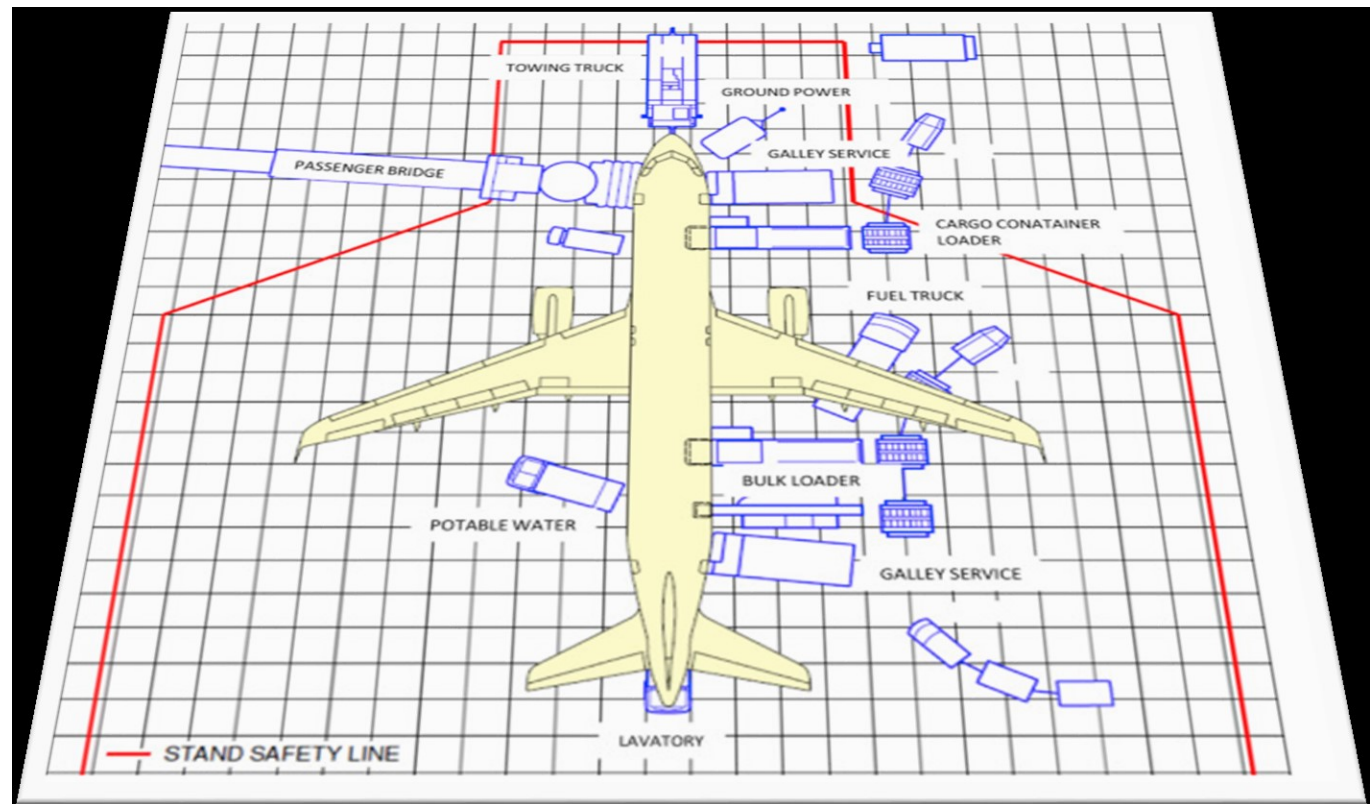 TOWING TRUCK
GROUND POWER
GALLEY SERVICE
PASSENGER BRIDGE
CARGO CONATAINER
LOADER
FUEL TRUCK
BULK LOADER
POTABLE WATER
GALLEY SERVICE
LAVATORY
STAND SAFETY LINE